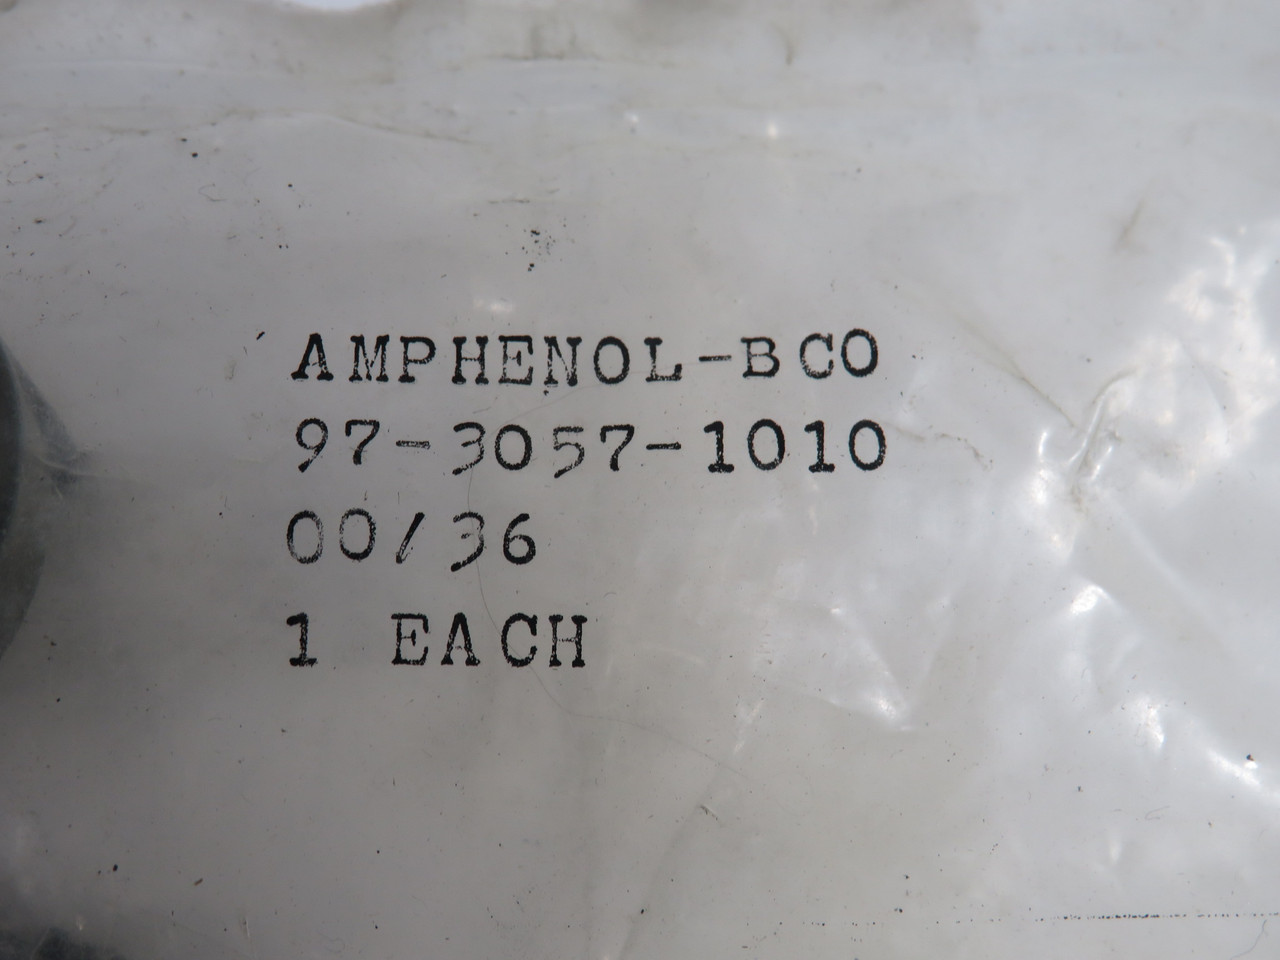 AMPHENOL-BCO
97-3057-1010
00/36
1 EACH